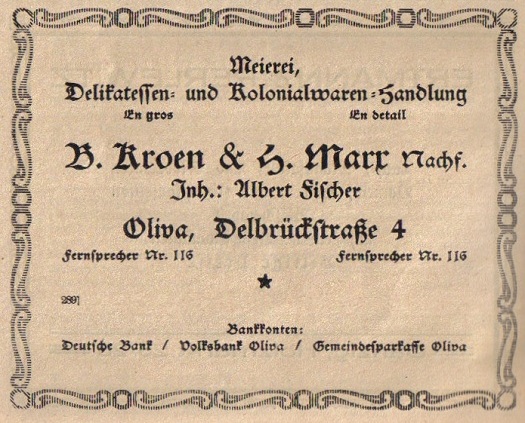 Meierei,
Delikatessen- und Kolonialwaren-Handlung
En gros En detail
B. Kroen & H. Marx Nachf.
Inh.: Albert Fischer
Oliva, Delbrückstraße 4
Fernsprecher Nr. 116 Fernsprecher Nr. 116
289]
Bankkonten:
Deutsche Bank / Volksbank Oliva / Gemeindesparkasse Oliva